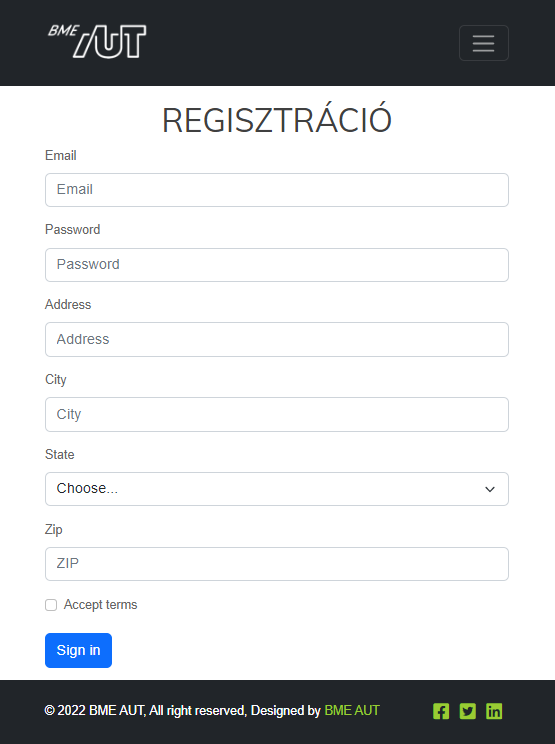 BME AUT
REGISZTRÁCIÓ
Email
Email
Password
Password
Address
Address
City
City
State
Choose...
Zip
ZIP
Accept terms
Sign in
© 2022 BME AUT, All right reserved, Designed by BME AUT